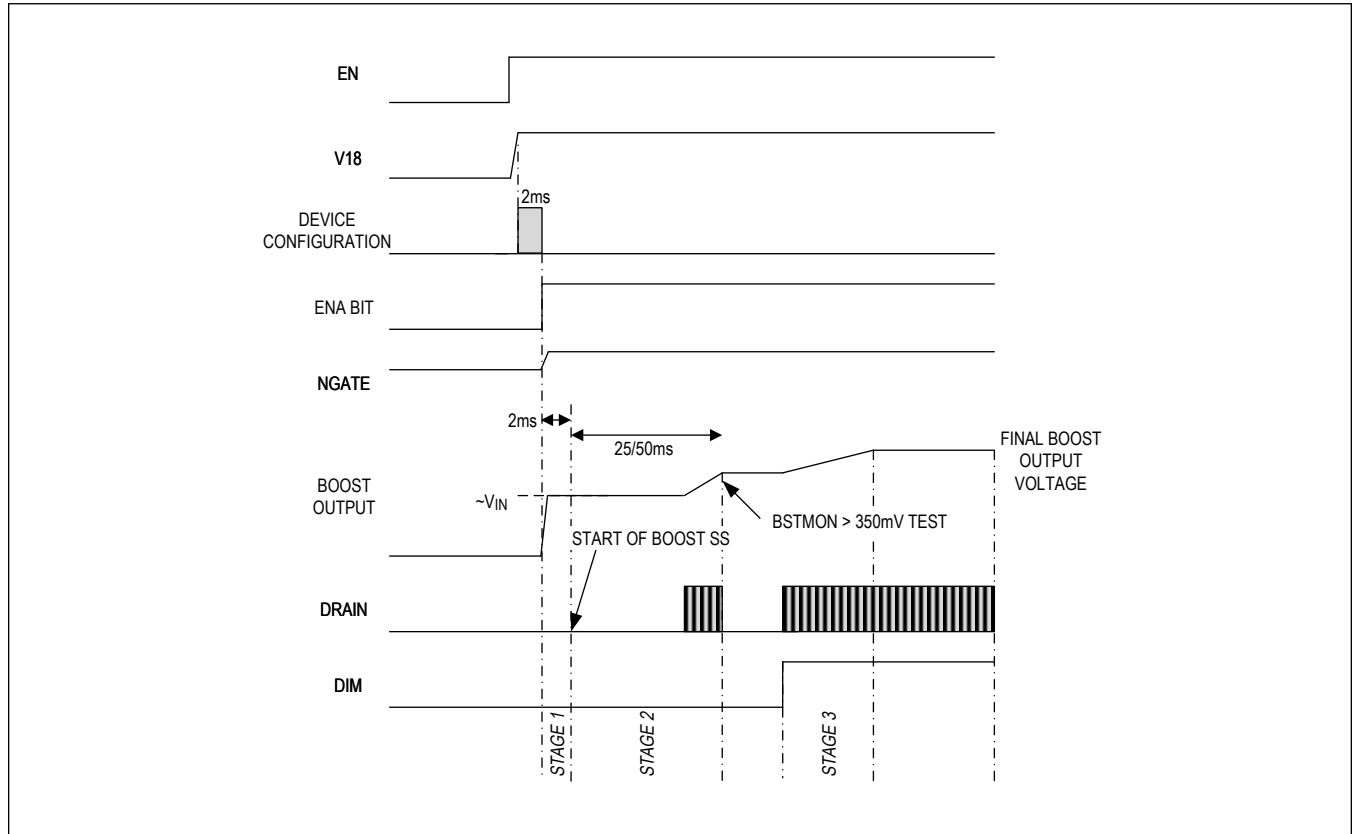 EN
V18
2ms
DEVICE
CONFIGURATION
ENA BIT
NGATE
2ms
25/50ms
FINAL BOOST
OUTPUT
VOLTAGE
BOOST
OUTPUT
~VIN
BSTMON > 350mV TEST
START OF BOOST SS
DRAIN
DIM
STAGE 1
STAGE 2
STAGE 3